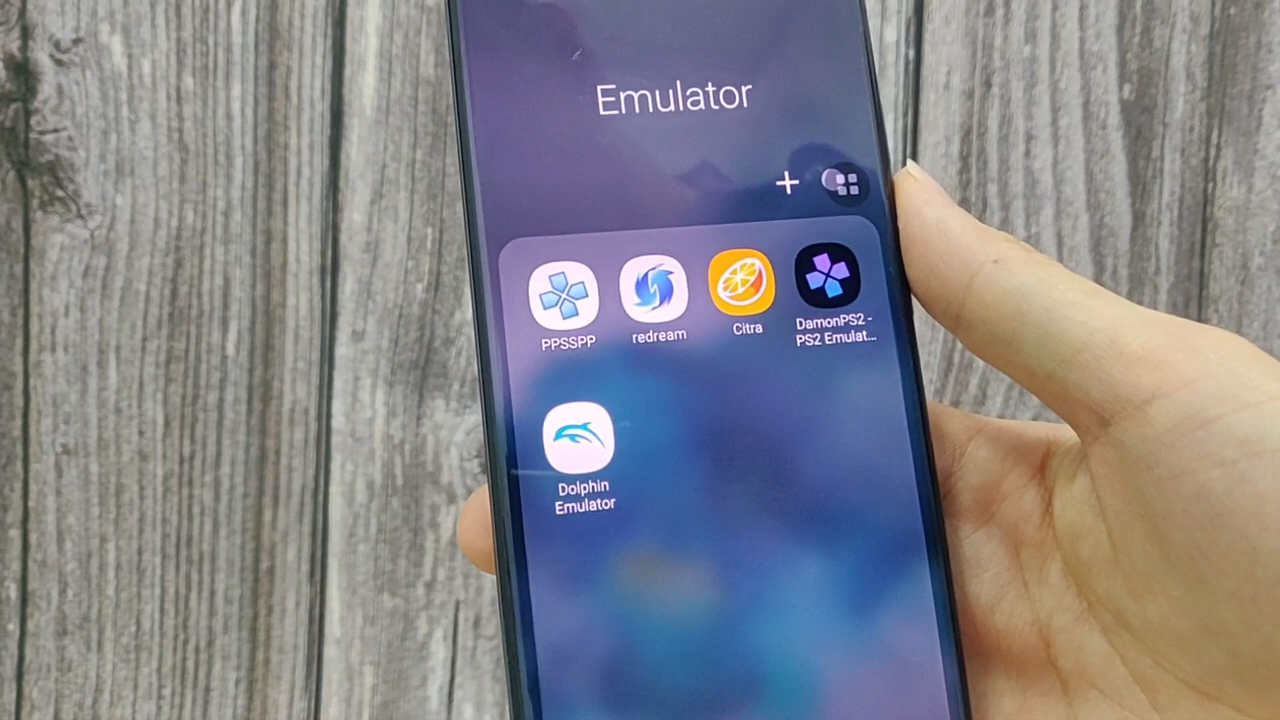 Emulator
PPSSPP
redream
Citra
DamonPS2 -
PS2 Emulat...
Dolphin
Emulator